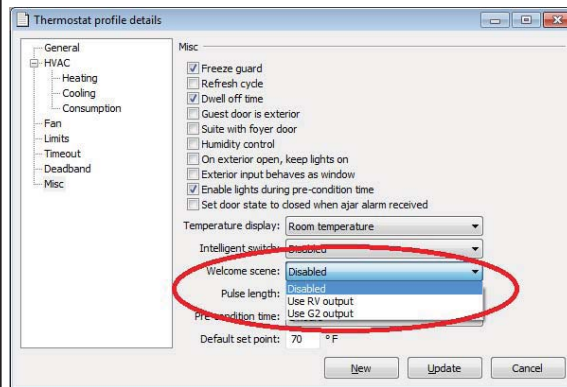 Thermostat profile details
General
HVAC
Heating
Cooling
Consumption
Fan
Limits
Timeout
Deadband
Misc
Misc
Freeze guard
Refresh cycle
Dwell off time
Guest door is exterior
Suite with foyer door
Humidity control
On exterior open, keep lights on
Exterior input behaves as window
Enable lights during pre-condition time
Set door state to closed when ajar alarm received
Temperature display: Room temperature
Intelligent switch: Disabled
Welcome scene: Disabled
Disabled
Use RV output
Use G2 output
Pulse length:
Pre-condition time:
Default set point: 70 °F
New Update Cancel